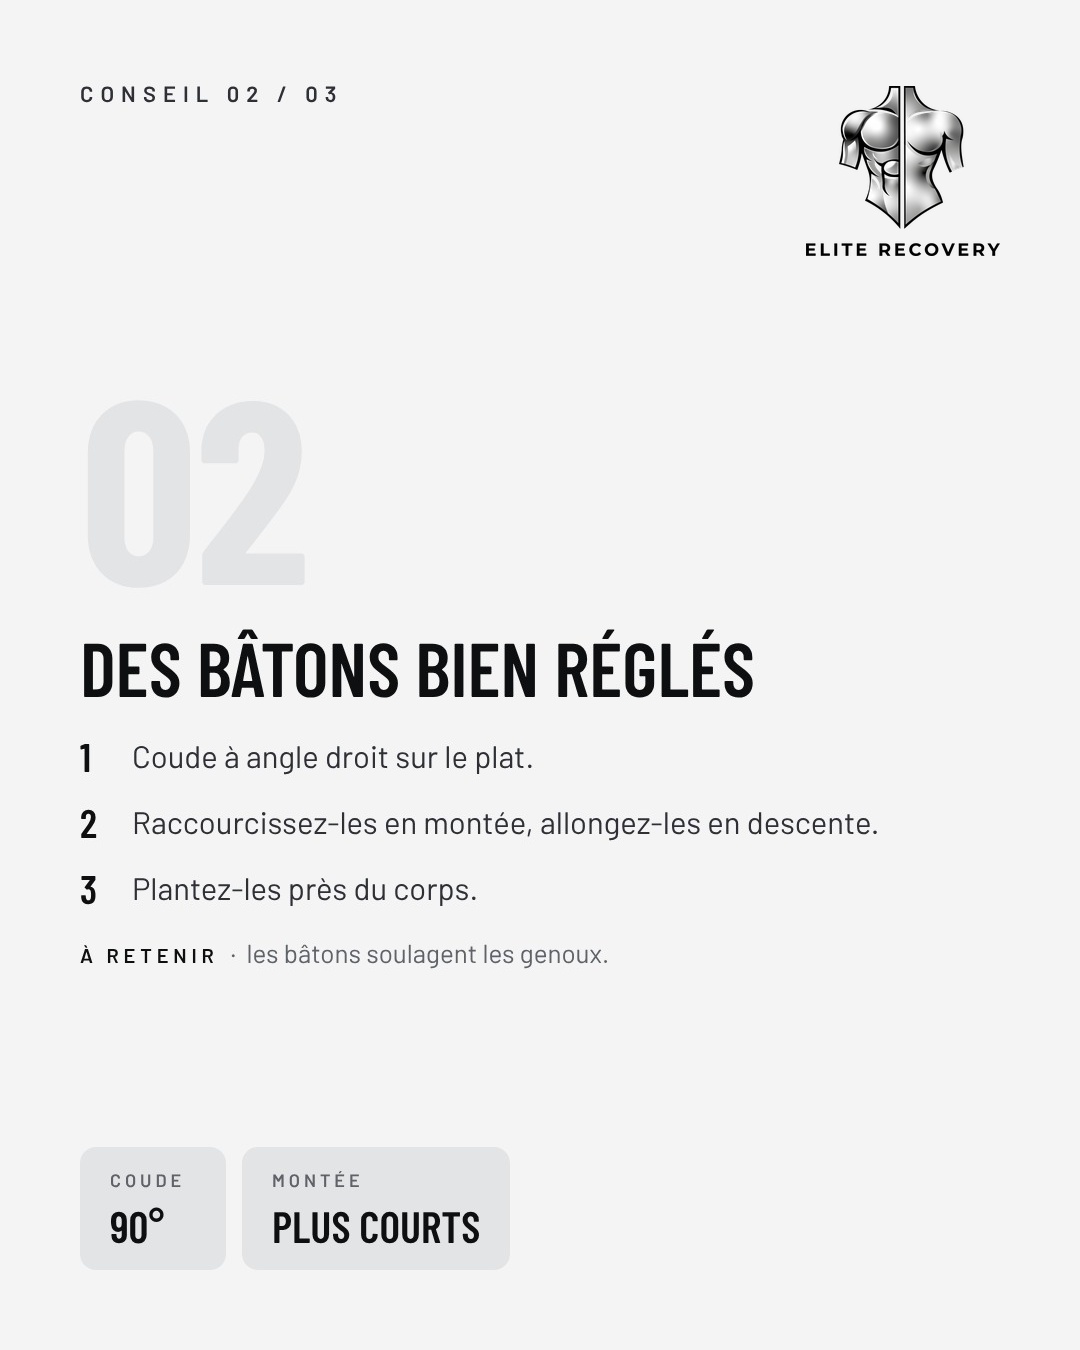 CONSEIL 02 / 03
ELITE RECOVERY
02
DES BÂTONS BIEN RÉGLÉS
1 Coude à angle droit sur le plat.
2 Raccourcissez-les en montée, allongez-les en descente.
3 Plantez-les près du corps.
À RETENIR · les bâtons soulagent les genoux.
COUDE
90°
MONTÉE
PLUS COURTS